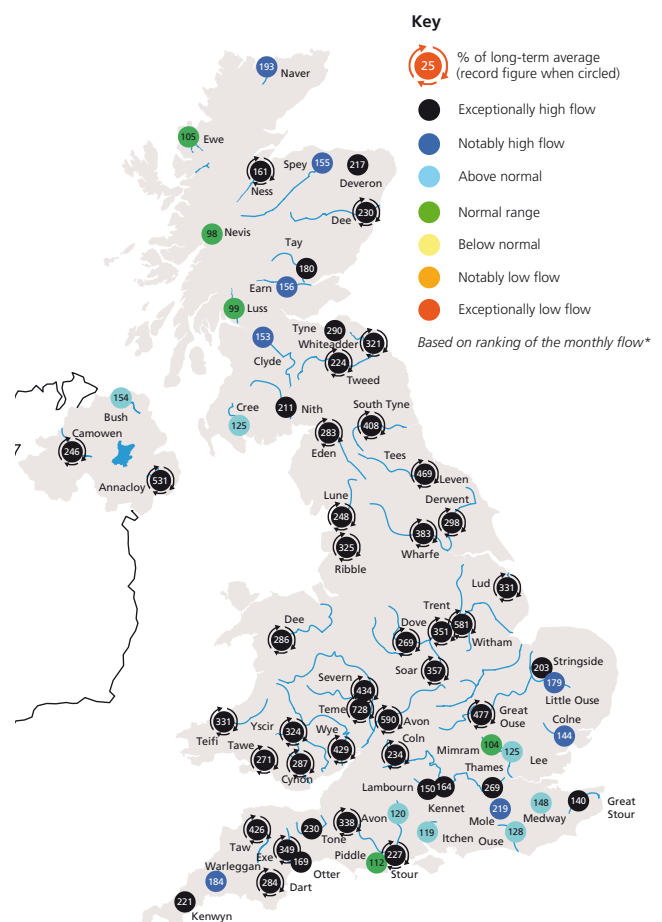 Key
25
% of long-term average
(record figure when circled)
Exceptionally high flow
Notably high flow
Above normal
Normal range
Below normal
Notably low flow
Exceptionally low flow
Based on ranking of the monthly flow*
193
Naver
105
Ewe
Spey
155
217
161
Ness
Deveron
Dee
230
98
Nevis
Tay
180
Earn
156
99
Luss
Tyne
290
153
Whiteadder
321
Clyde
224
Tweed
154
Bush
Cree
125
211
Nith
South Tyne
408
Camowen
246
283
Eden
Tees
469
Leven
531
Annacloy
Derwent
Lune
248
298
383
Wharfe
325
Ribble
Lud
331
Trent
581
Dee
286
Dove
351
269
Witham
Soar
357
203
Stringside
179
Little Ouse
Severn
434
Teme
728
331
Teifi
Yscir
324
Wye
590
Avon
477
Great
Ouse
Colne
144
Tawe
271
287
Cynon
429
Coln
234
Mimram
104
125
Lee
Thames
Lambourn
150
164
Kennet
269
219
Mole
148
Medway
140
Great
Stour
426
Taw
230
Tone
338
Avon
120
119
Itchen
Ouse
128
Exe
349
169
Otter
Piddle
112
227
Stour
Warleggan
184
284
Dart
221
Kenwyn